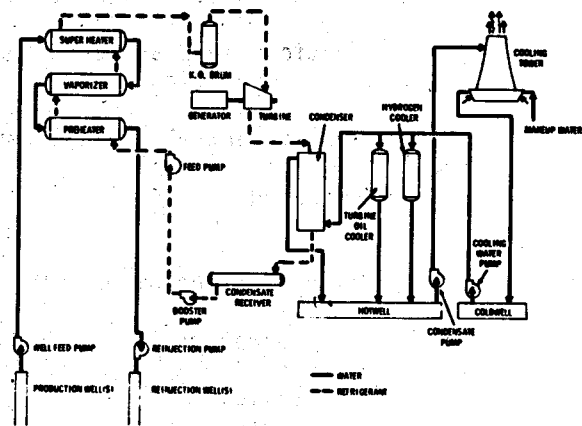 SUPER HEATER
VAPORIZER
PREHEATER
K.O. DRUM
GENERATOR
TURBINE
CONDENSER
HYDROGEN
COOLER
COOLING
TOWER
MAKEUP WATER
FEED PUMP
TURBINE
OIL
COOLER
COOLING
WATER
PUMP
CONDENSATE
RECEIVER
BOOSTER
PUMP
HOTWELL
COLDWELL
CONDENSATE
PUMP
WELL FEED PUMP
REINJECTION PUMP
PRODUCTION WELL(S)
REINJECTION WELL(S)
WATER
REFRIGERANT